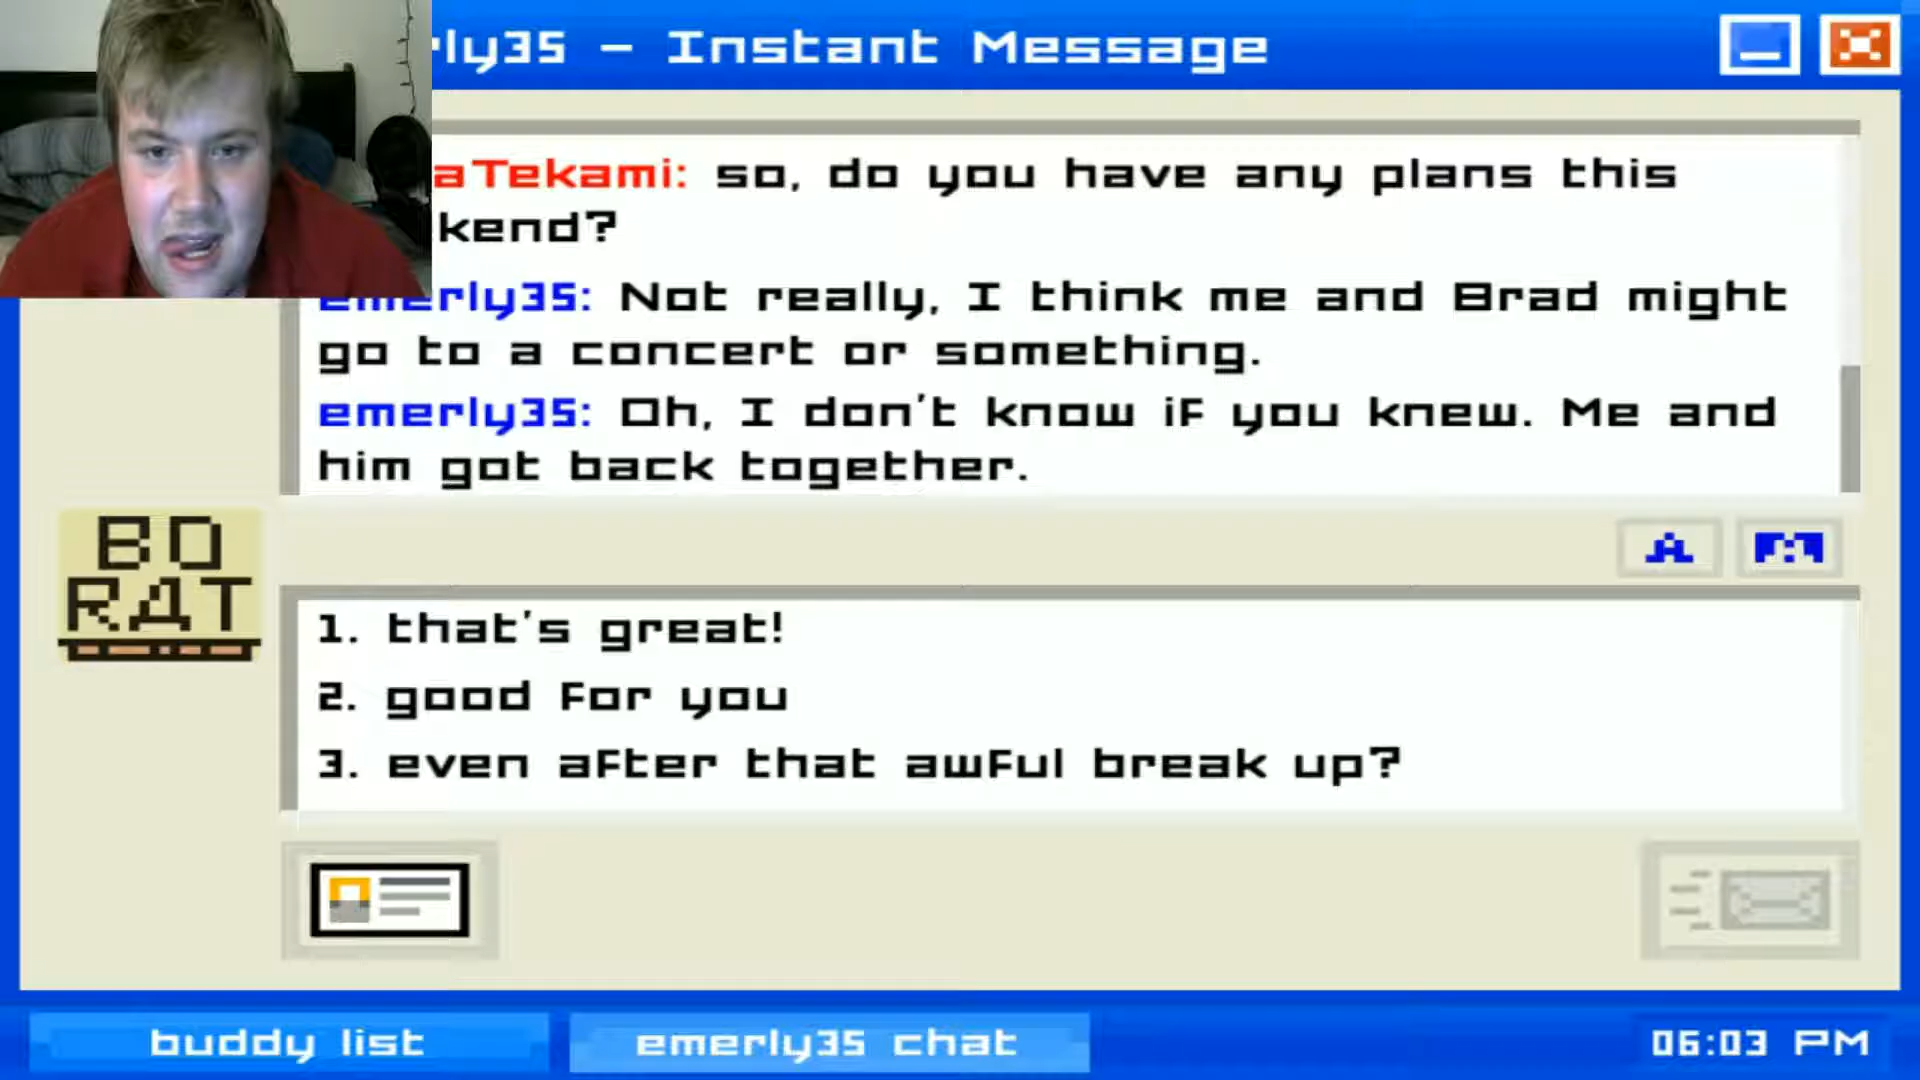 rly35 - Instant Message
aTekami: so, do you have any plans this
kend?
emerly35: Not really, I think me and Brad might
go to a concert or something.
emerly35: Oh, I don't know if you knew. Me and
him got back together.
BO
RAT
A
1. that's great!
2. good for you
3. even after that awful break up?
buddy list
emerly35 chat
06:03 PM